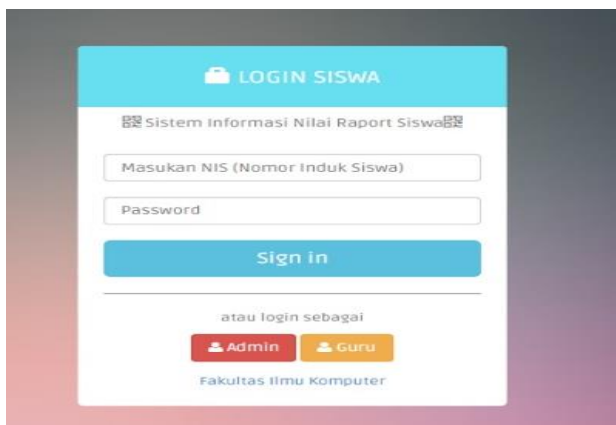 LOGIN SISWA
Sistem Informasi Nilai Raport Siswa
Masukan NIS (Nomor Induk Siswa)
Password
Sign in
atau login sebagai
Admin
Guru
Fakultas Ilmu Komputer